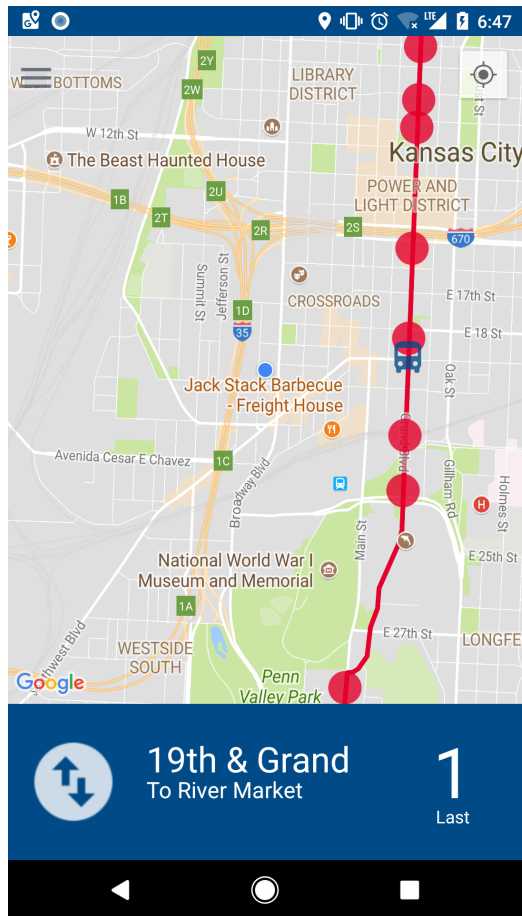 LTE 6:47
2Y
LIBRARY
DISTRICT
BOTTOMS
2W
W 12th St
The Beast Haunted House
Kansas City
POWER AND
LIGHT DISTRICT
2U
1B
2T
2S
2R
670
Summit St
Jefferson St
CROSSROADS
E 17th St
1D
35
E 18 St
Oak St
Jack Stack Barbecue
- Freight House
Avenida Cesar E Chavez
1C
Broadway Blvd
Gillham Rd
Holmes St
H
Main St
National World War I
Museum and Memorial
E 25th St
1A
E 27th St
WESTSIDE
SOUTH
LONGFE
Penn
Valley Park
Google
19th & Grand
To River Market
1
Last